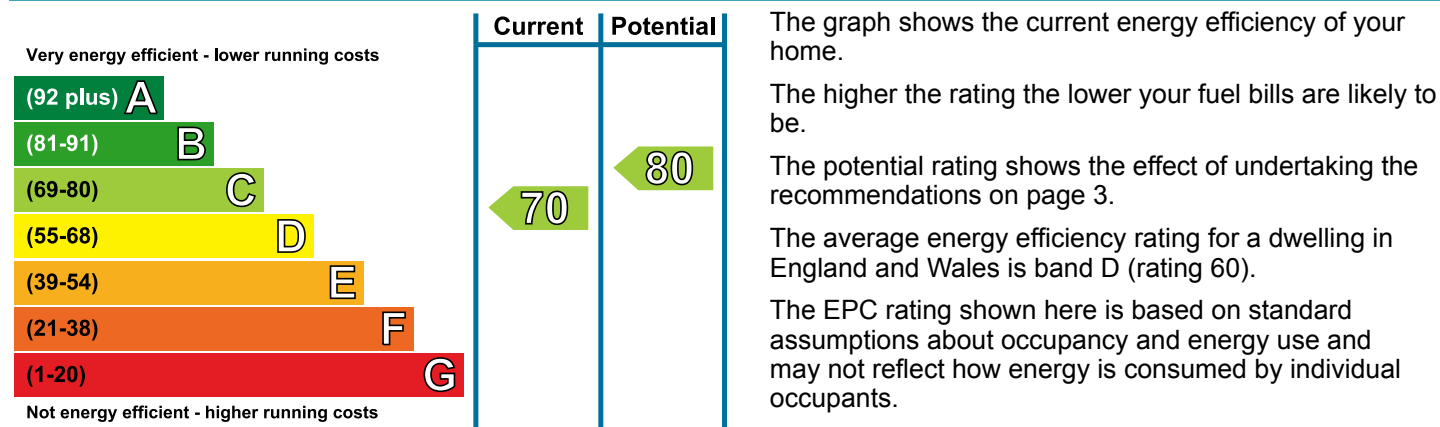 Current Potential
Very energy efficient - lower running costs
(92 plus) A
(81-91) B
(69-80) C
(55-68) D
(39-54) E
(21-38) F
(1-20) G
Not energy efficient - higher running costs
70
80
The graph shows the current energy efficiency of your
home.
The higher the rating the lower your fuel bills are likely to
be.
The potential rating shows the effect of undertaking the
recommendations on page 3.
The average energy efficiency rating for a dwelling in
England and Wales is band D (rating 60).
The EPC rating shown here is based on standard
assumptions about occupancy and energy use and
may not reflect how energy is consumed by individual
occupants.